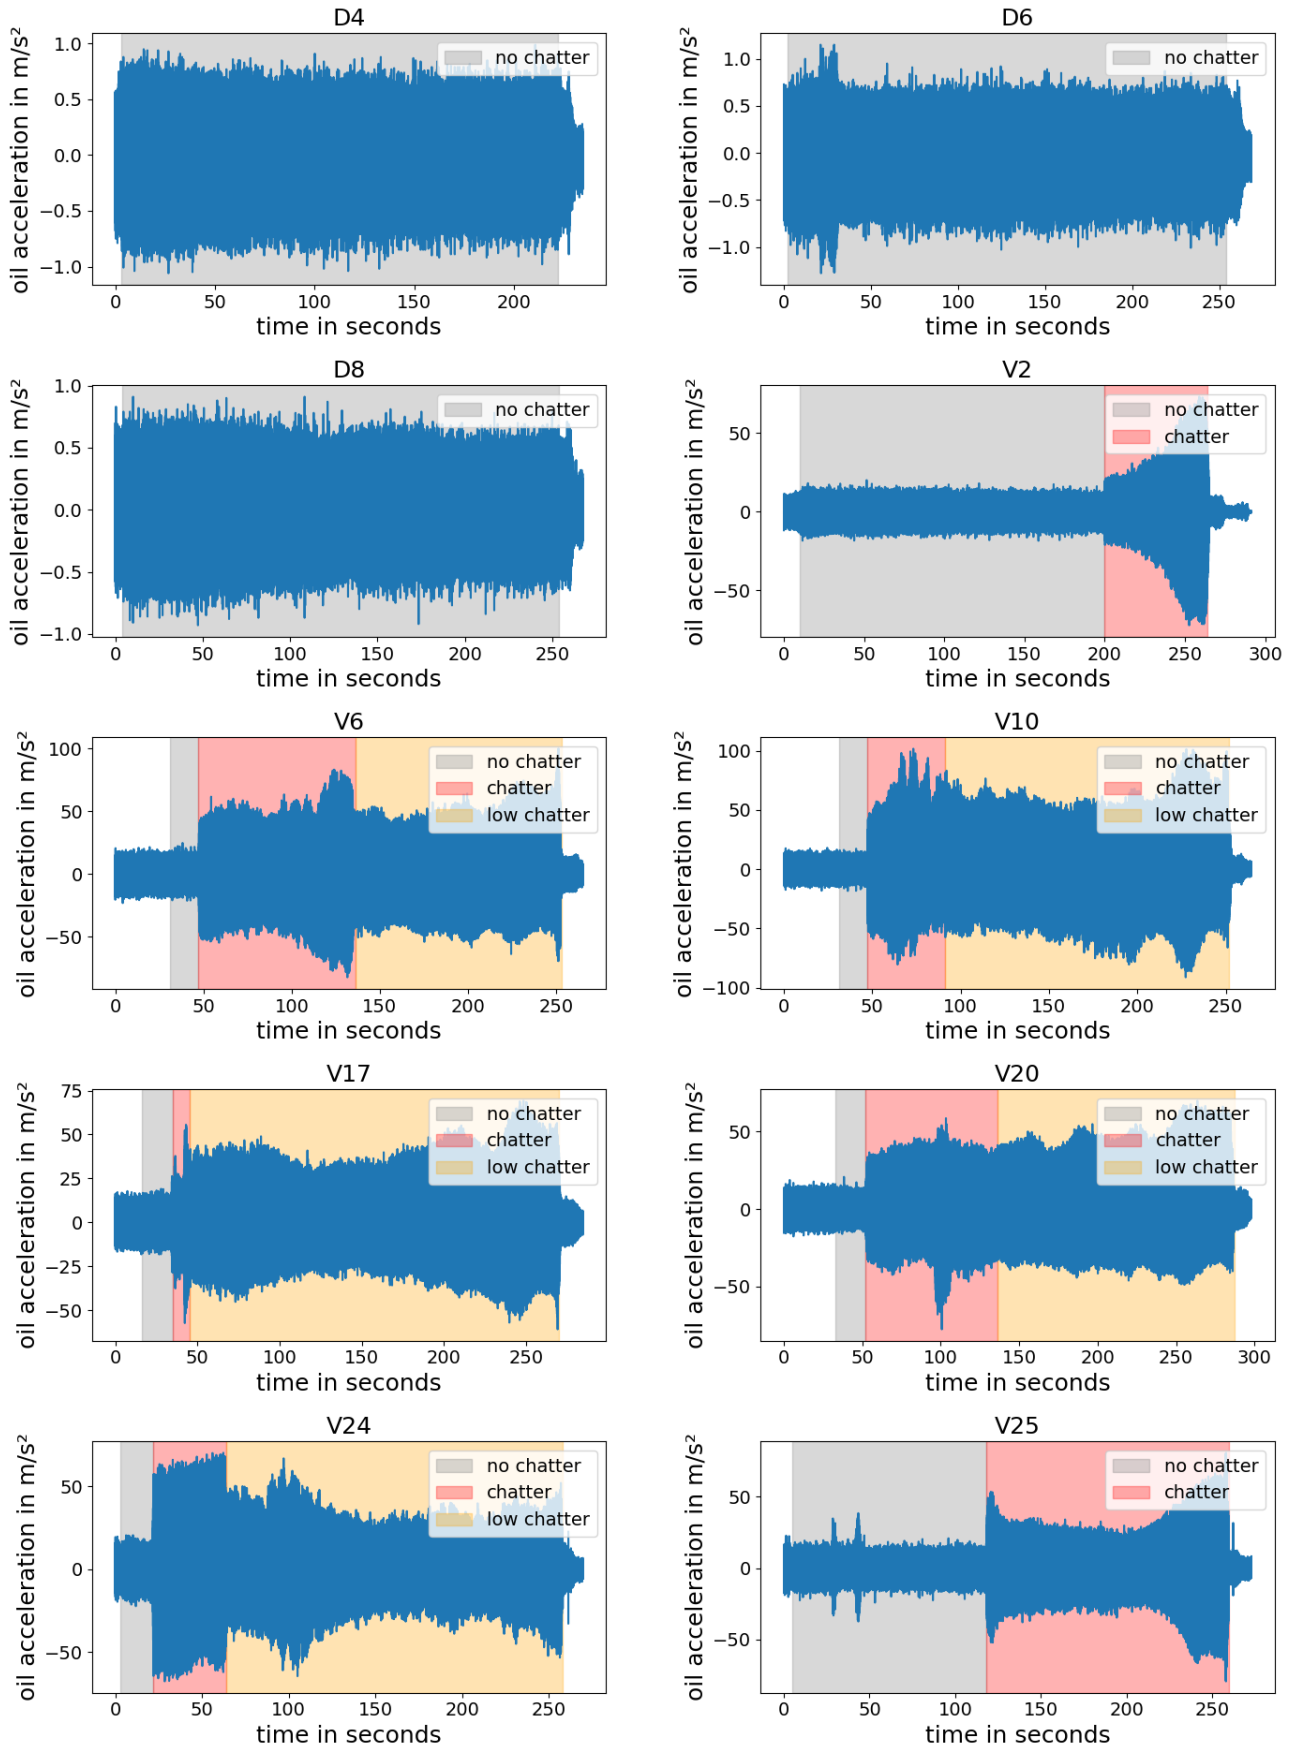 D4
oil acceleration in m/s²
1.0
0.5
0.0
−0.5
−1.0
no chatter
0 50 100 150 200
time in seconds
D6
oil acceleration in m/s²
1.0
0.5
0.0
−0.5
−1.0
no chatter
0 50 100 150 200 250
time in seconds
D8
oil acceleration in m/s²
1.0
0.5
0.0
−0.5
−1.0
no chatter
0 50 100 150 200 250
time in seconds
V2
oil acceleration in m/s²
50
0
−50
no chatter
chatter
0 50 100 150 200 250 300
time in seconds
V6
oil acceleration in m/s²
100
50
0
−50
no chatter
chatter
low chatter
0 50 100 150 200 250
time in seconds
V10
oil acceleration in m/s²
100
50
0
−50
−100
no chatter
chatter
low chatter
0 50 100 150 200 250
time in seconds
V17
oil acceleration in m/s²
75
50
25
0
−25
−50
no chatter
chatter
low chatter
0 50 100 150 200 250
time in seconds
V20
oil acceleration in m/s²
50
0
−50
no chatter
chatter
low chatter
0 50 100 150 200 250 300
time in seconds
V24
oil acceleration in m/s²
50
0
−50
no chatter
chatter
low chatter
0 50 100 150 200 250
time in seconds
V25
oil acceleration in m/s²
50
0
−50
no chatter
chatter
0 50 100 150 200 250
time in seconds